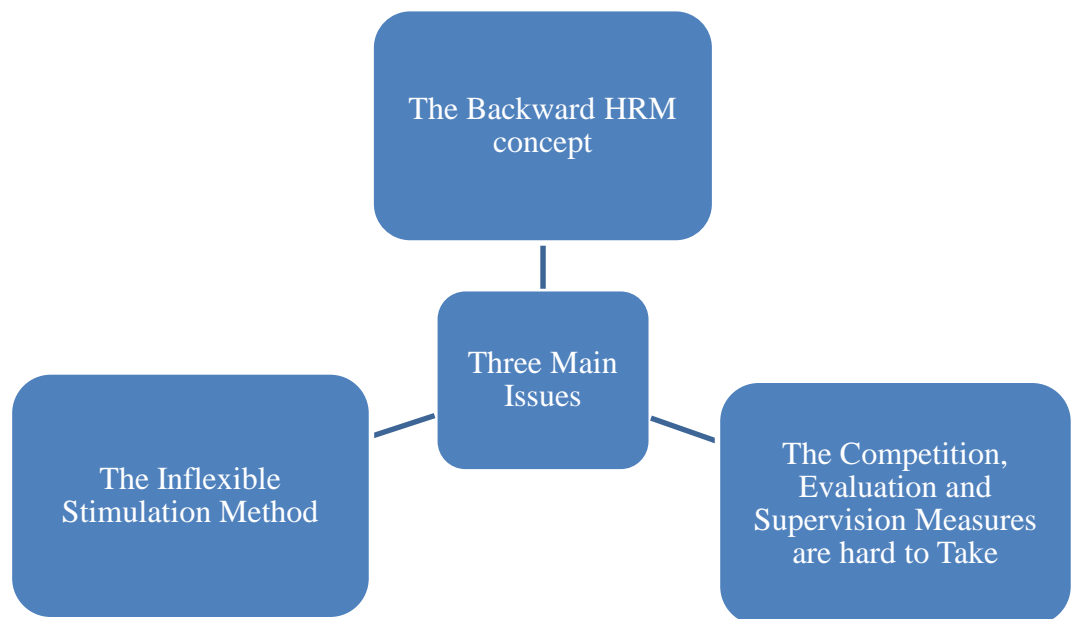 The Backward HRM
concept
Three Main
Issues
The Inflexible
Stimulation Method
The Competition,
Evaluation and
Supervision Measures
are hard to Take